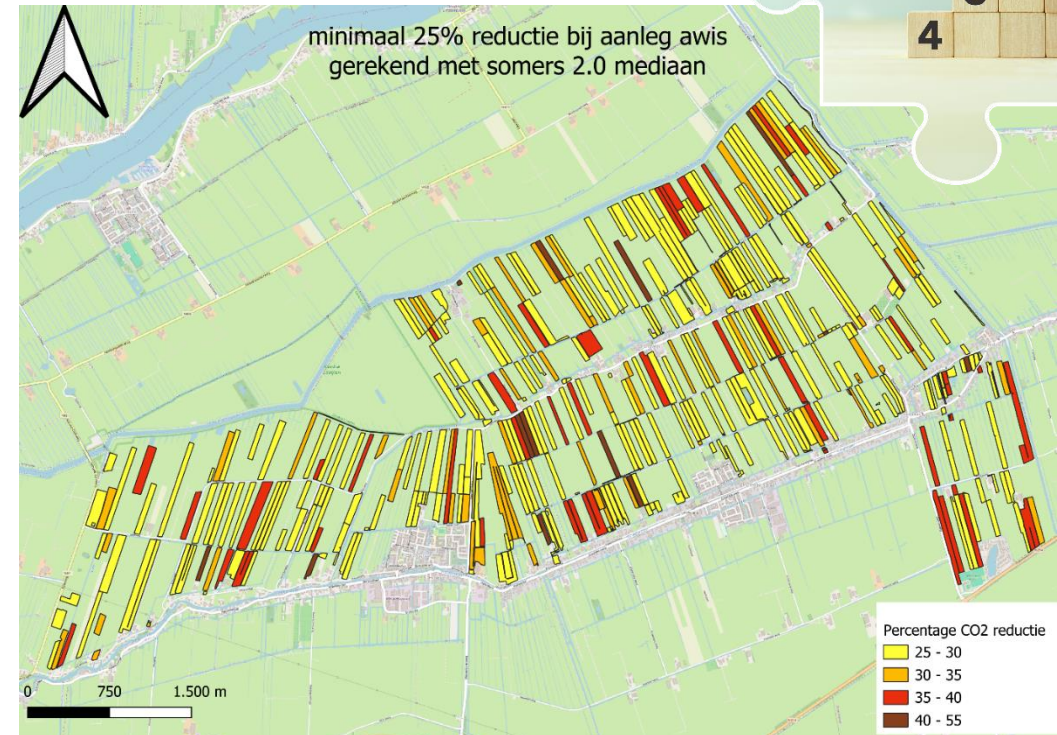 4
minimaal 25% reductie bij aanleg awis
gerekend met somers 2.0 mediaan
Percentage CO2 reductie
25 - 30
30 - 35
35 - 40
40 - 55
0 750 1.500 m